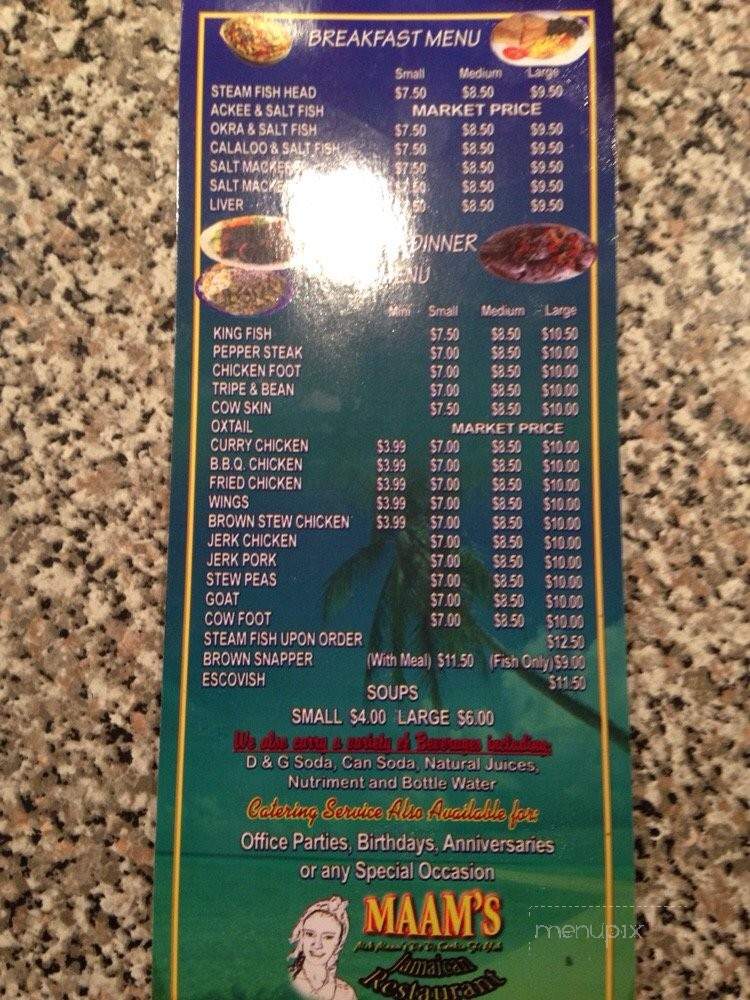 BREAKFAST MENU
Small Medium Large
STEAM FISH HEAD $7.50 $8.50 $9.50
ACKEE & SALT FISH MARKET PRICE
OKRA & SALT FISH $7.50 $8.50 $9.50
CALALOO & SALT FISH $7.50 $8.50 $9.50
SALT $7.50 $8.50 $9.50
SALT $8.50 $9.50
LIVER $8.50 $9.50
DINNER
Mini Small Medium Large
KING FISH $7.50 $8.50 $10.50
PEPPER STEAK $7.00 $8.50 $10.00
CHICKEN FOOT $7.00 $8.50 $10.00
TRIPE & BEAN $7.00 $8.50 $10.00
COW SKIN $7.50 $8.50 $10.00
OXTAIL MARKET PRICE
CURRY CHICKEN $3.99 $7.00 $8.50 $10.00
B.B.Q. CHICKEN $3.99 $7.00 $8.50 $10.00
FRIED CHICKEN $3.99 $7.00 $8.50 $10.00
WINGS $3.99 $7.00 $8.50 $10.00
BROWN STEW CHICKEN $3.99 $7.00 $8.50 $10.00
JERK CHICKEN $7.00 $8.50 $10.00
JERK PORK $7.00 $8.50 $10.00
STEW PEAS $7.00 $8.50 $10.00
GOAT $7.00 $8.50 $10.00
COW FOOT $7.00 $8.50 $10.00
STEAM FISH UPON ORDER $12.50
BROWN SNAPPER (With Meal) $11.50 (Fish Only) $9.00
ESCOVISH $11.50
SOUPS
SMALL $4.00 LARGE $6.00
We also carry a variety of Beverages including:
D & G Soda, Can Soda, Natural Juices,
Nutriment and Bottle Water
Catering Service Also Available for:
Office Parties, Birthdays, Anniversaries
or any Special Occasion
MAAM'S
Jamaican
Restaurant
menupix